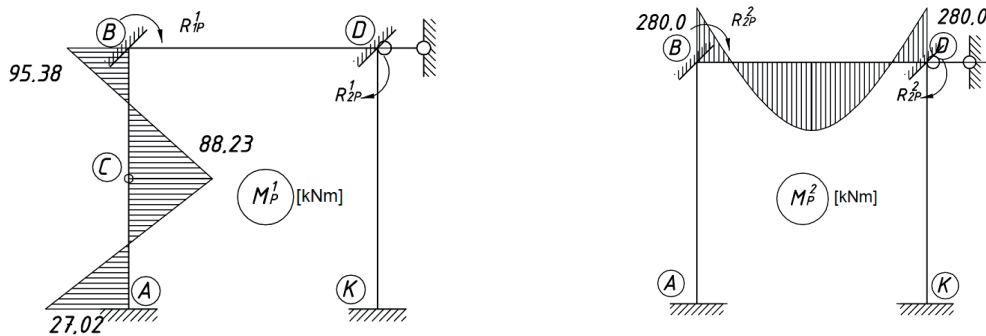 B R¹₁P D
95,38
R¹₂P
C 88,23
M¹P [kNm]
A K
27,02
280,0 R²₂P 280,0
B D
R²₂P
M²P [kNm]
A K